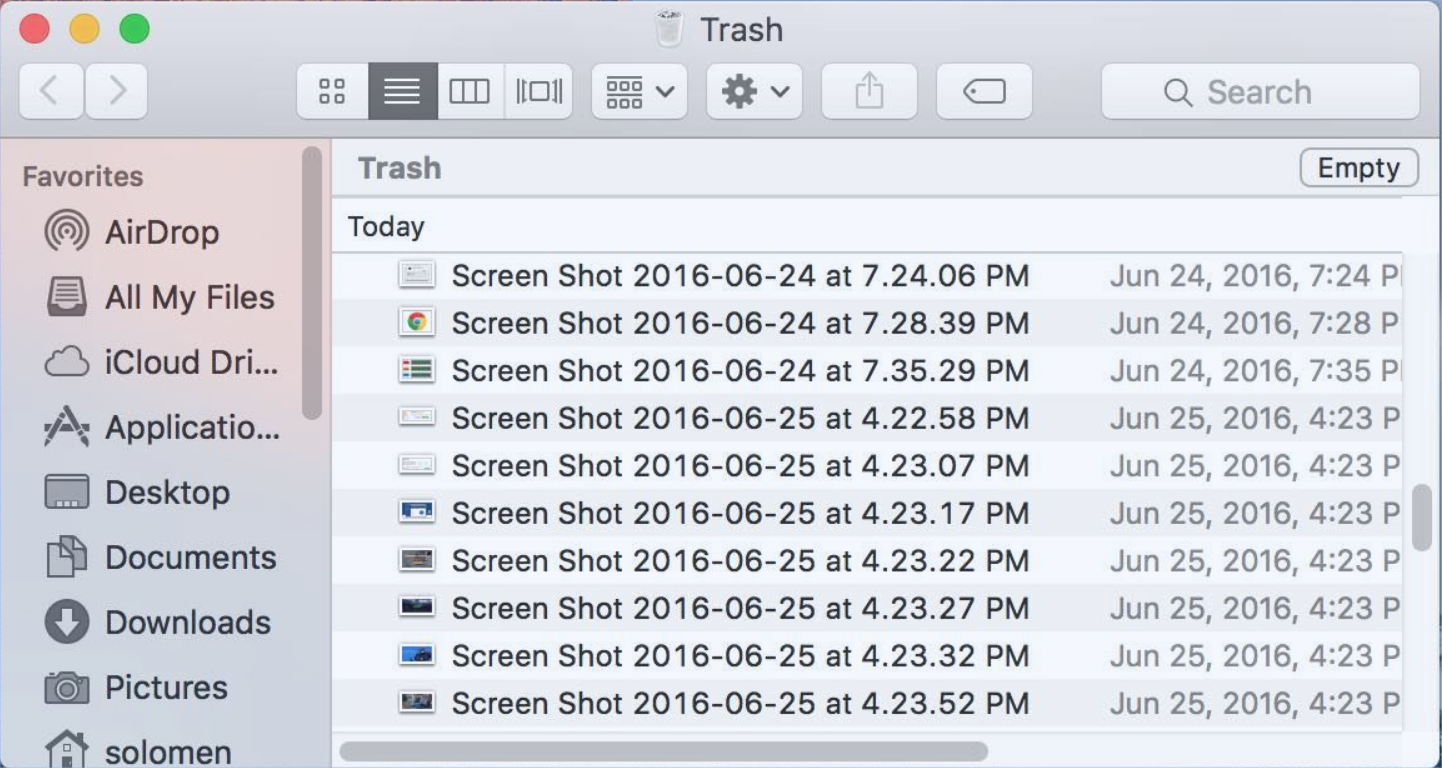 Trash
Search
Favorites
AirDrop
All My Files
iCloud Dri...
Applicatio...
Desktop
Documents
Downloads
Pictures
solomen
Trash
Empty
Today
Screen Shot 2016-06-24 at 7.24.06 PM Jun 24, 2016, 7:24 P
Screen Shot 2016-06-24 at 7.28.39 PM Jun 24, 2016, 7:28 P
Screen Shot 2016-06-24 at 7.35.29 PM Jun 24, 2016, 7:35 P
Screen Shot 2016-06-25 at 4.22.58 PM Jun 25, 2016, 4:23 P
Screen Shot 2016-06-25 at 4.23.07 PM Jun 25, 2016, 4:23 P
Screen Shot 2016-06-25 at 4.23.17 PM Jun 25, 2016, 4:23 P
Screen Shot 2016-06-25 at 4.23.22 PM Jun 25, 2016, 4:23 P
Screen Shot 2016-06-25 at 4.23.27 PM Jun 25, 2016, 4:23 P
Screen Shot 2016-06-25 at 4.23.32 PM Jun 25, 2016, 4:23 P
Screen Shot 2016-06-25 at 4.23.52 PM Jun 25, 2016, 4:23 P